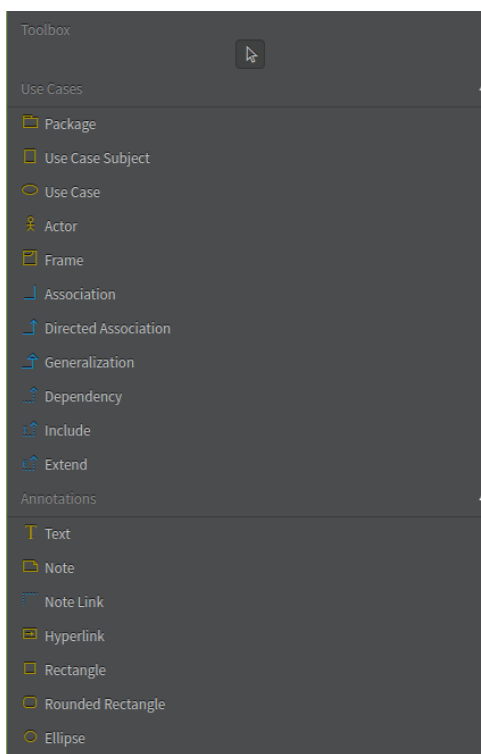 Toolbox
Use Cases
Package
Use Case Subject
Use Case
Actor
Frame
Association
Directed Association
Generalization
Dependency
Include
Extend
Annotations
Text
Note
Note Link
Hyperlink
Rectangle
Rounded Rectangle
Ellipse